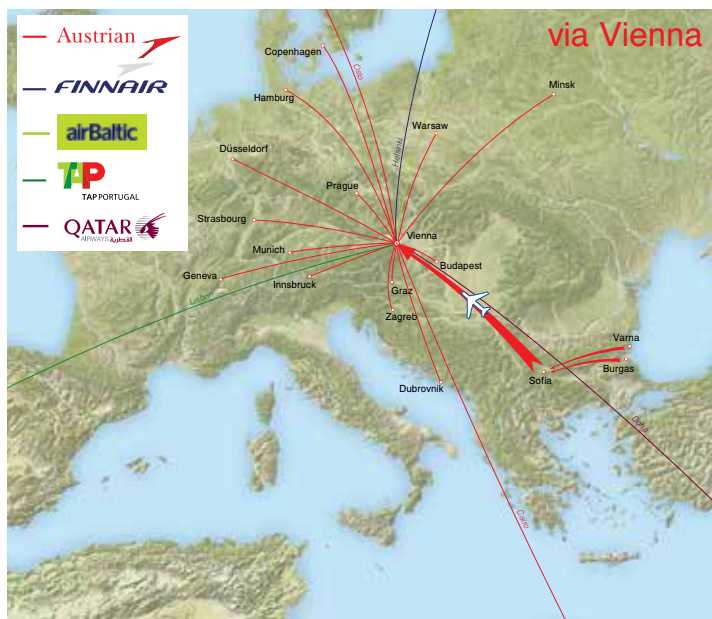 via Vienna
Austrian
FINNAIR
airBaltic
TAP
TAP PORTUGAL
QATAR
AIRWAYS القطرية
Copenhagen
Oslo
Hamburg
Minsk
Warsaw
Helsinki
Düsseldorf
Prague
Strasbourg
Vienna
Munich
Budapest
Geneva
Innsbruck
Graz
Lisbon
Zagreb
Varna
Burgas
Sofia
Dubrovnik
Doha
Cairo